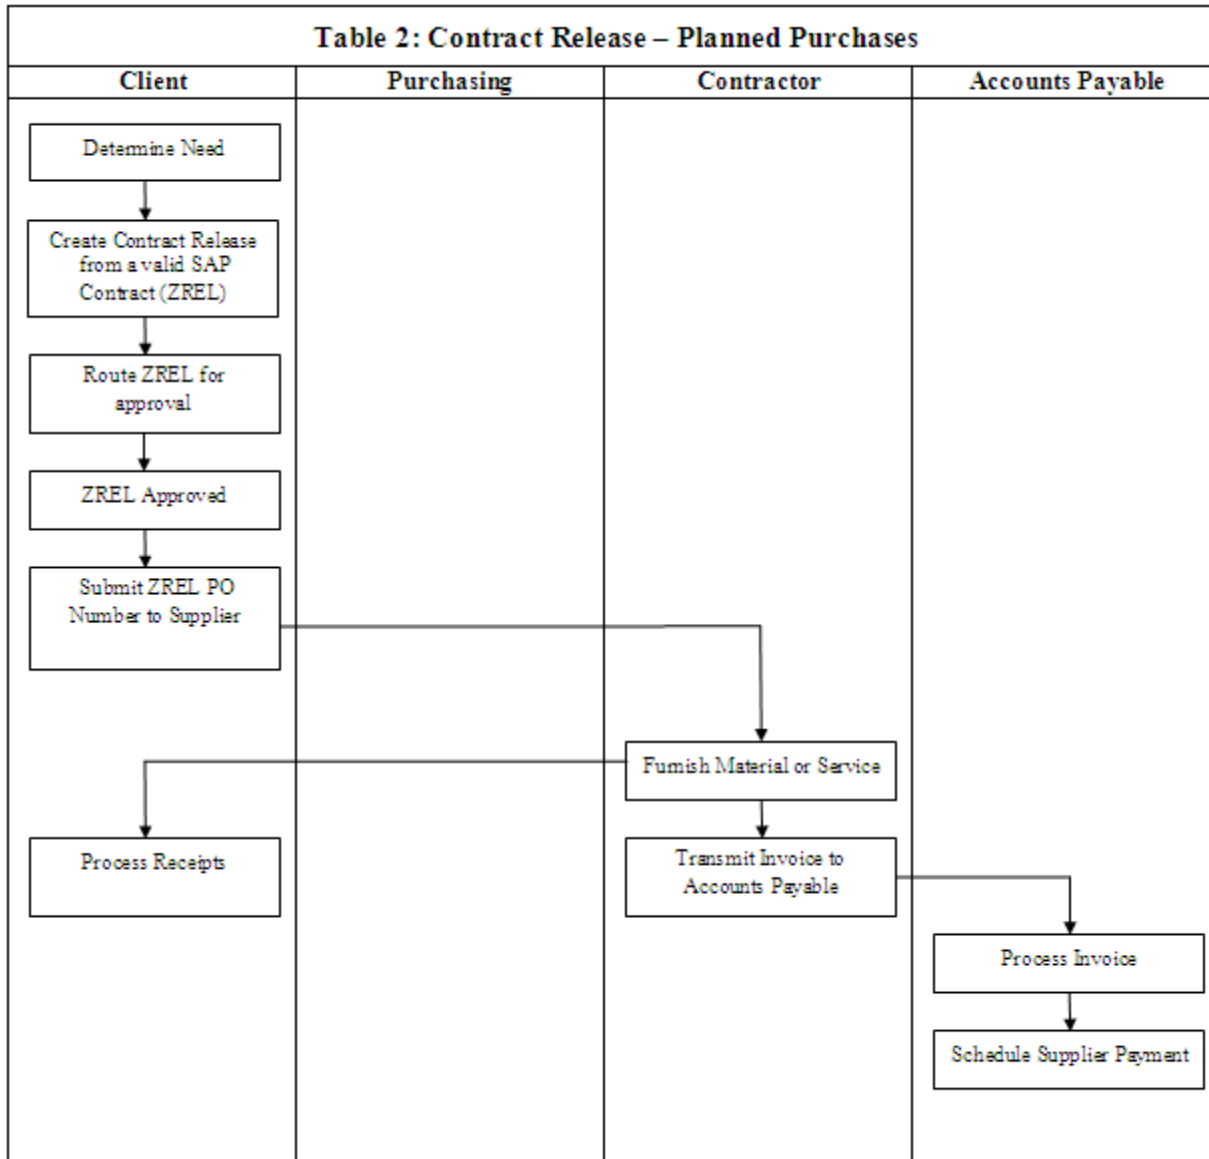 Table 2: Contract Release – Planned Purchases
Client
Purchasing
Contractor
Accounts Payable
Determine Need
Create Contract Release
from a valid SAP
Contract (ZREL)
Route ZREL for
approval
ZREL Approved
Submit ZREL PO
Number to Supplier
Furnish Material or Service
Process Receipts
Transmit Invoice to
Accounts Payable
Process Invoice
Schedule Supplier Payment